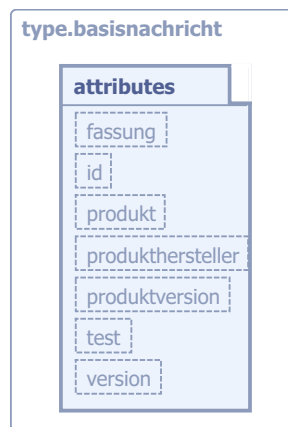 type.basisnachricht
attributes
fassung
id
produkt
produkthersteller
produktversion
test
version